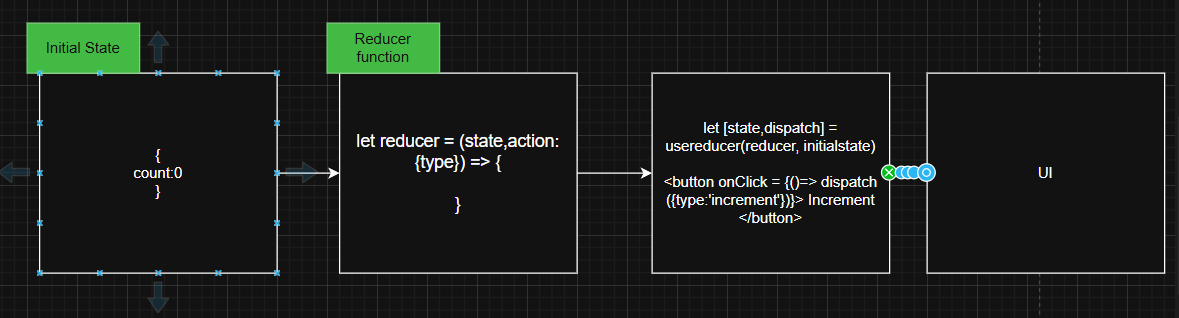 Initial State
Reducer
function
{
count:0
}
let reducer = (state,action:
{type}) => {
}
let [state,dispatch] =
usereducer(reducer, initialstate)
<button onClick = {()=> dispatch
({type:'increment'})}> Increment
</button>
UI